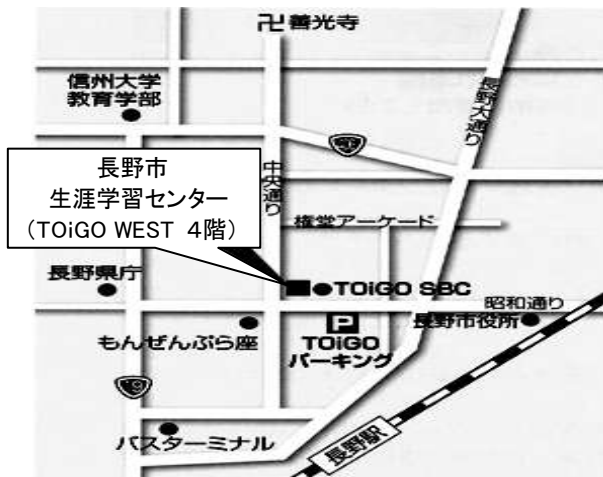 卍善光寺
信州大学
教育学部
長野大通り
長野市
生涯学習センター
(TOiGO WEST 4階)
中央通り
権堂アーケード
長野県庁
TOiGO SBC
昭和通り
長野市役所
もんぜんぷら座
P
TOiGO
パーキング
19
バスターミナル
長野駅